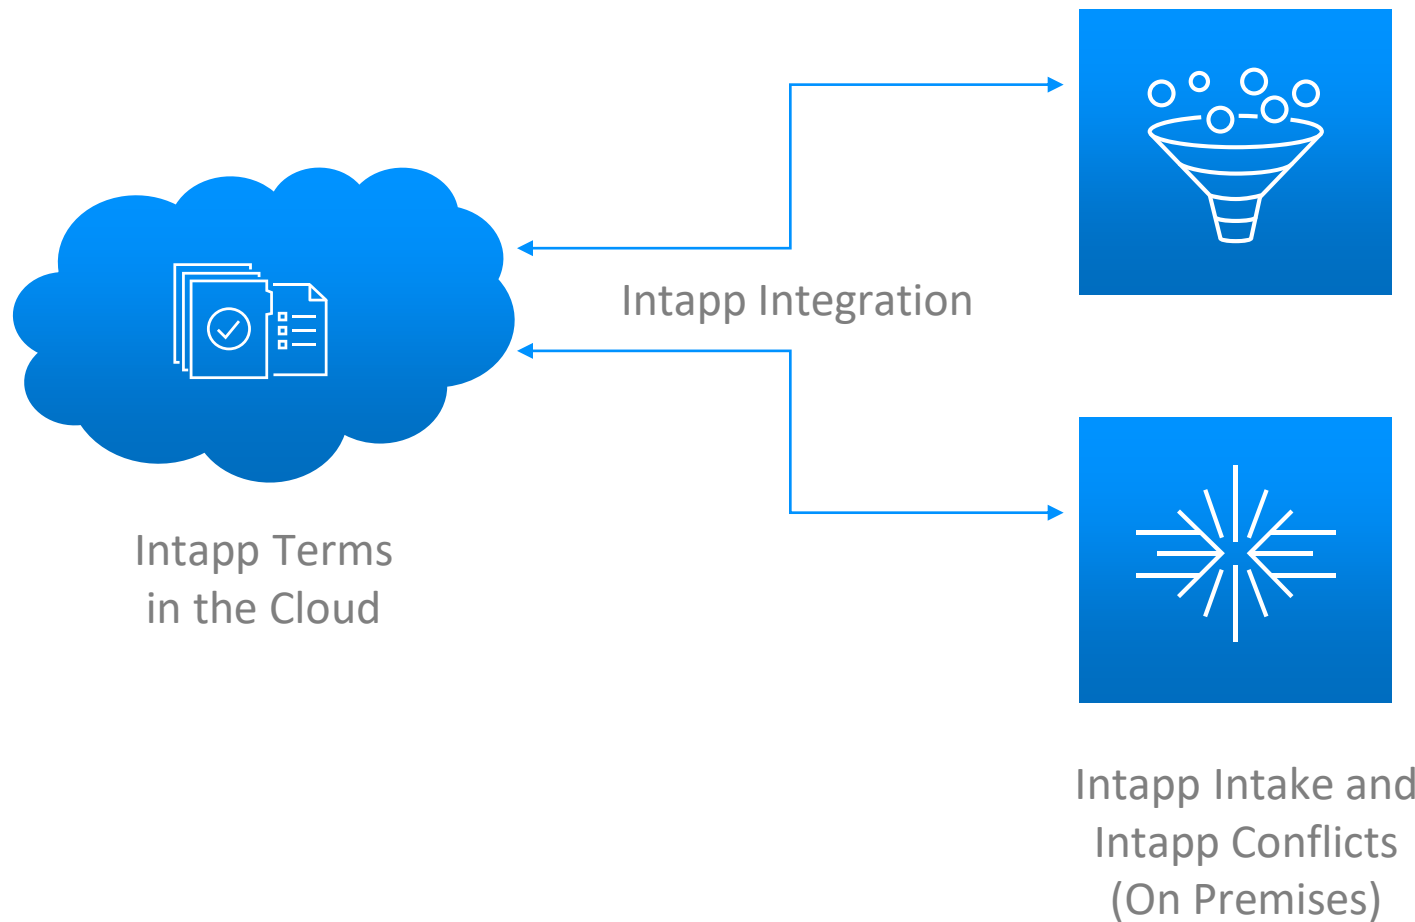 Intapp Integration
Intapp Terms
in the Cloud
Intapp Intake and
Intapp Conflicts
(On Premises)